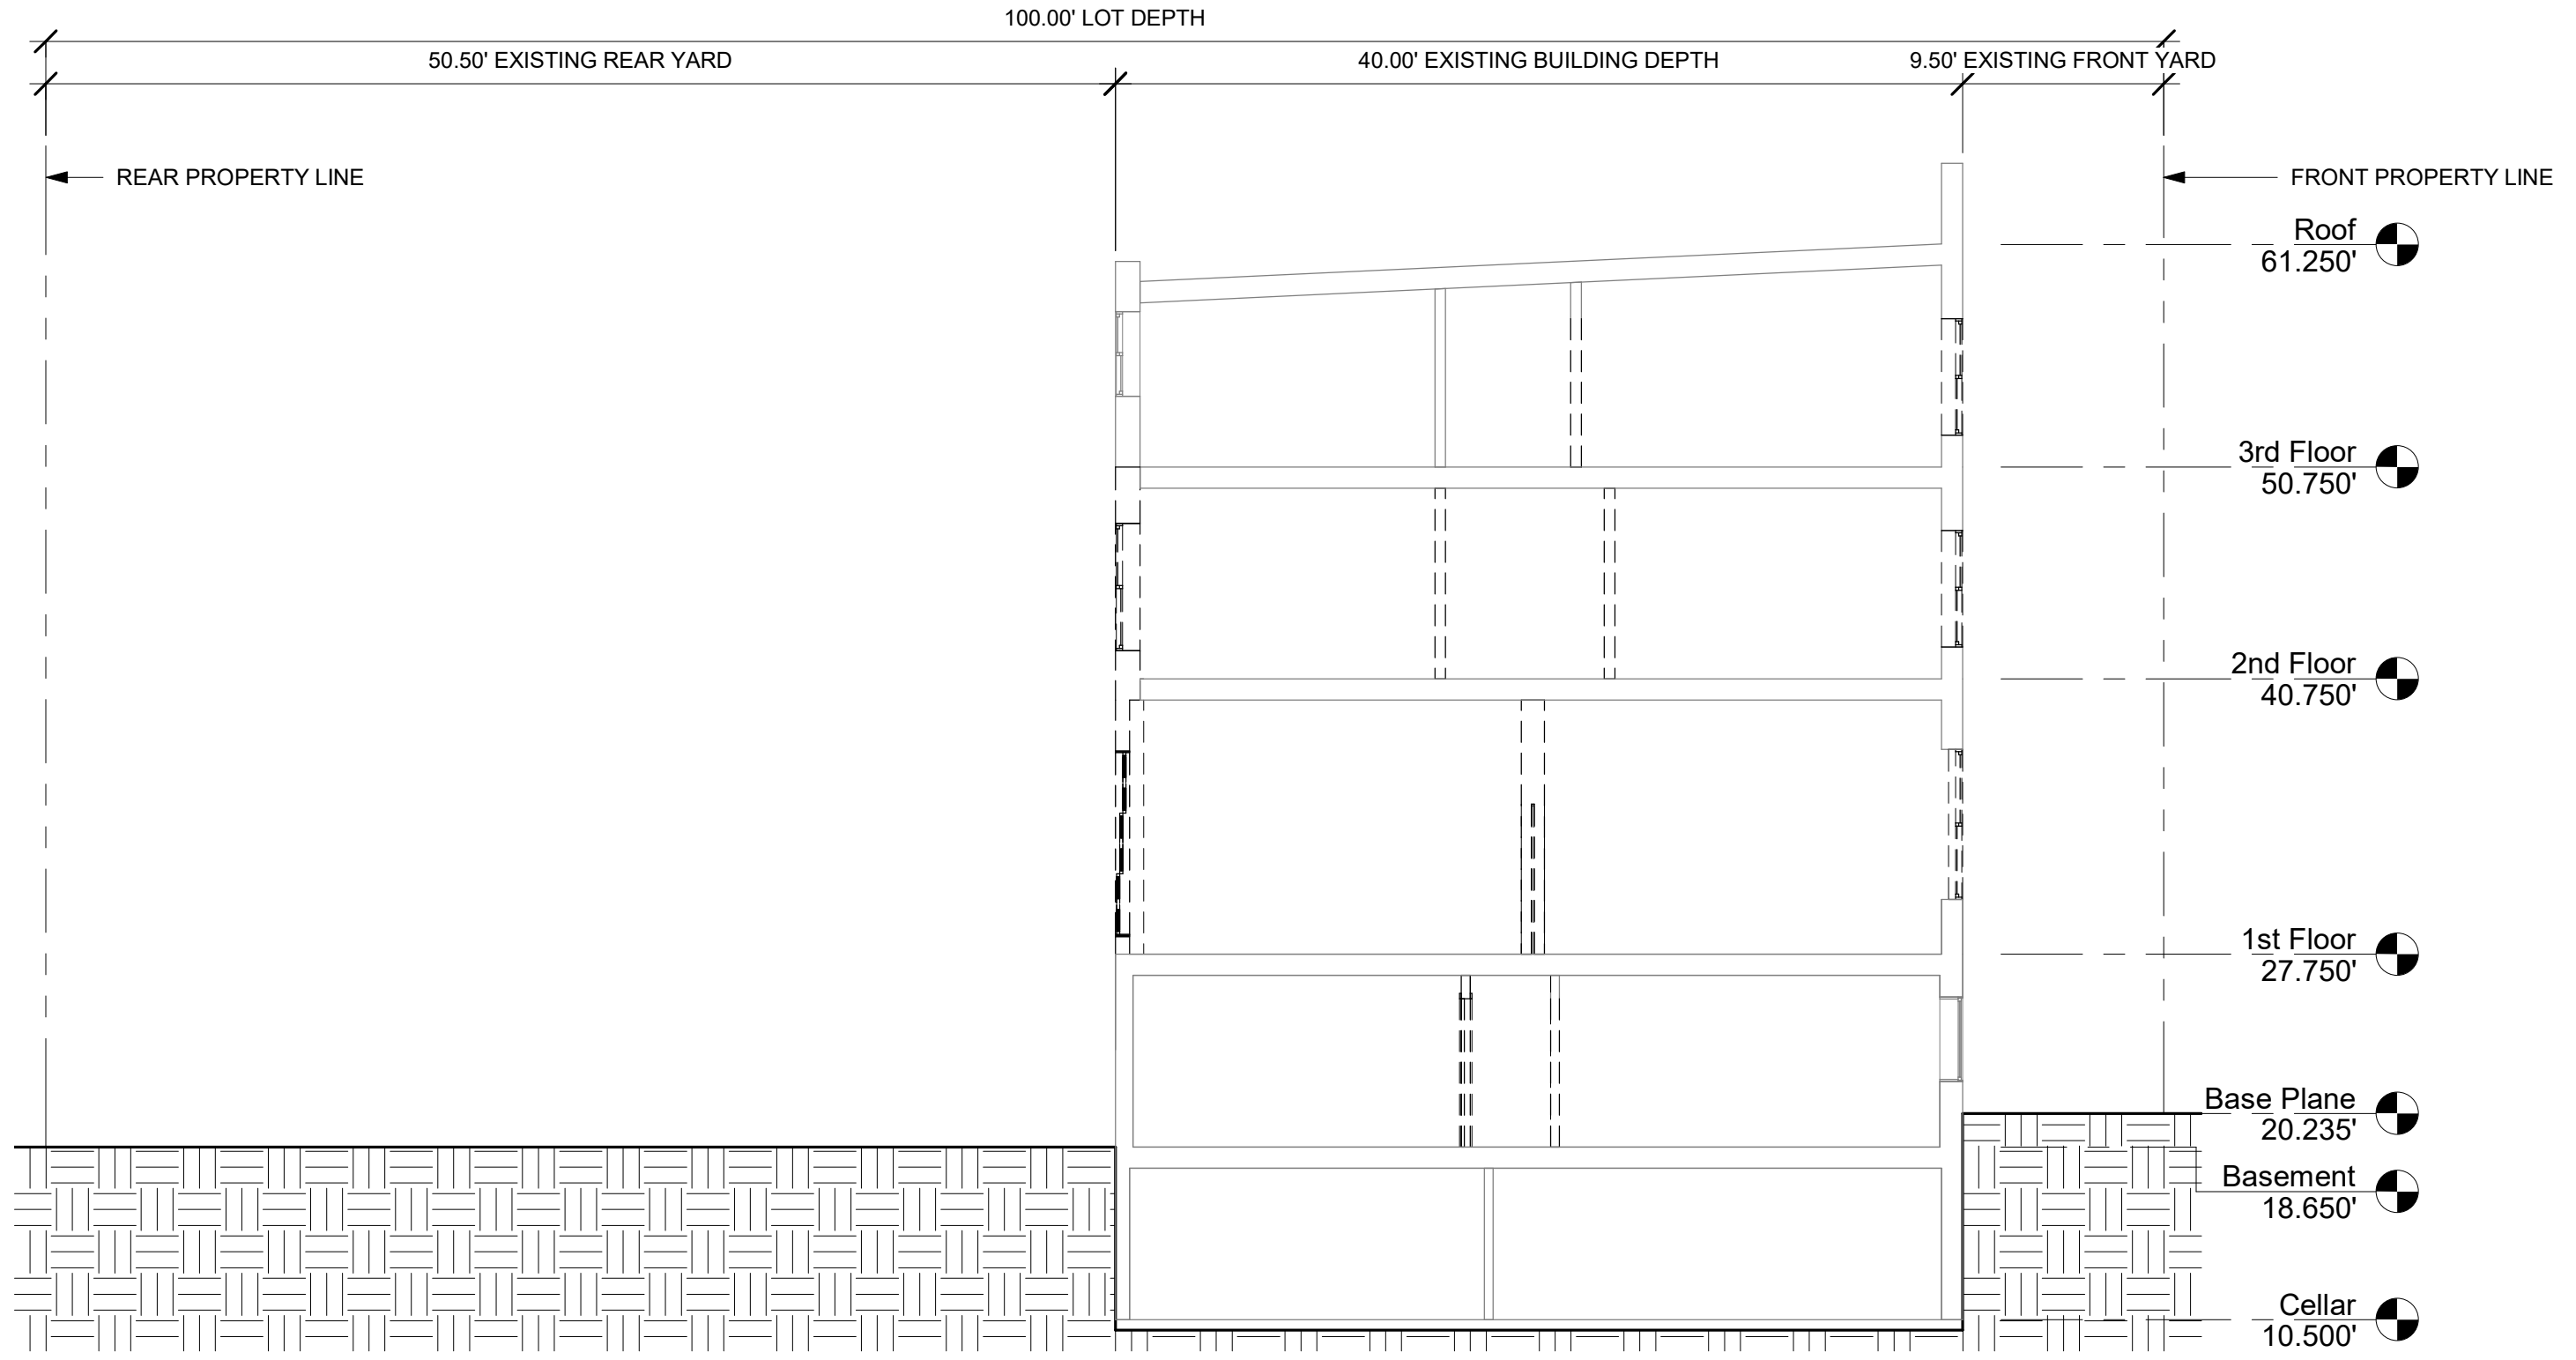 100.00' LOT DEPTH
50.50' EXISTING REAR YARD
40.00' EXISTING BUILDING DEPTH
9.50' EXISTING FRONT YARD
REAR PROPERTY LINE
FRONT PROPERTY LINE
Roof
61.250'
3rd Floor
50.750'
2nd Floor
40.750'
1st Floor
27.750'
Base Plane
20.235'
Basement
18.650'
Cellar
10.500'